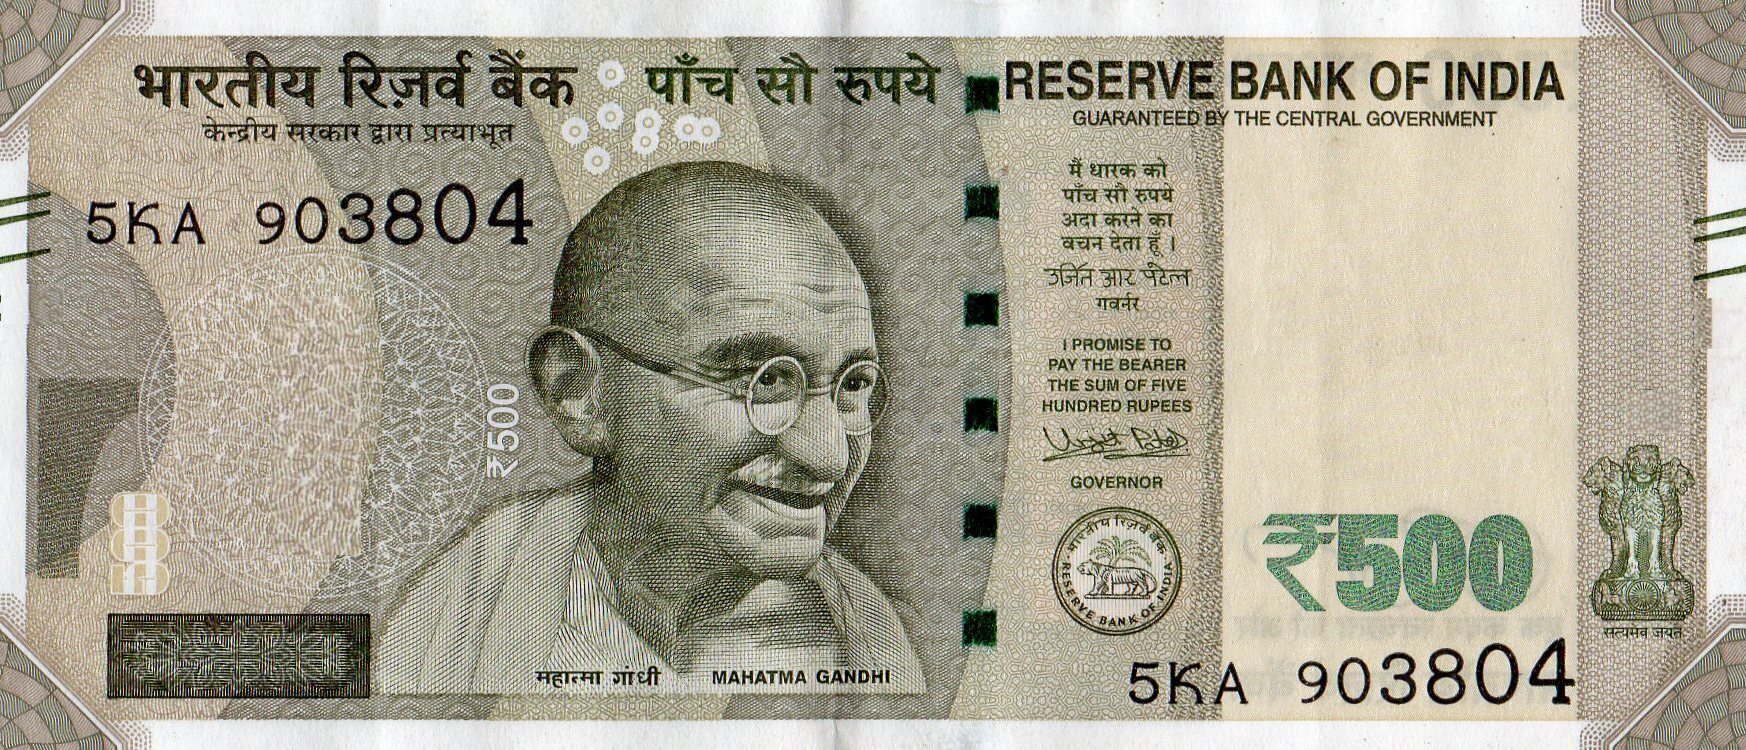 भारतीय रिज़र्व बैंक
केन्द्रीय सरकार द्वारा प्रत्याभूत
पाँच सौ रुपये
RESERVE BANK OF INDIA
GUARANTEED BY THE CENTRAL GOVERNMENT
5KA 903804
₹500
मैं धारक को
पाँच सौ रुपये
अदा करने का
वचन देता हूँ ।
उर्जित आर पटेल
गवर्नर
I PROMISE TO
PAY THE BEARER
THE SUM OF FIVE
HUNDRED RUPEES
Urjit Patel
GOVERNOR
भारतीय रिज़र्व बैंक
RESERVE BANK OF INDIA
₹500
सत्यमेव जयते
महात्मा गांधी MAHATMA GANDHI
5KA 903804